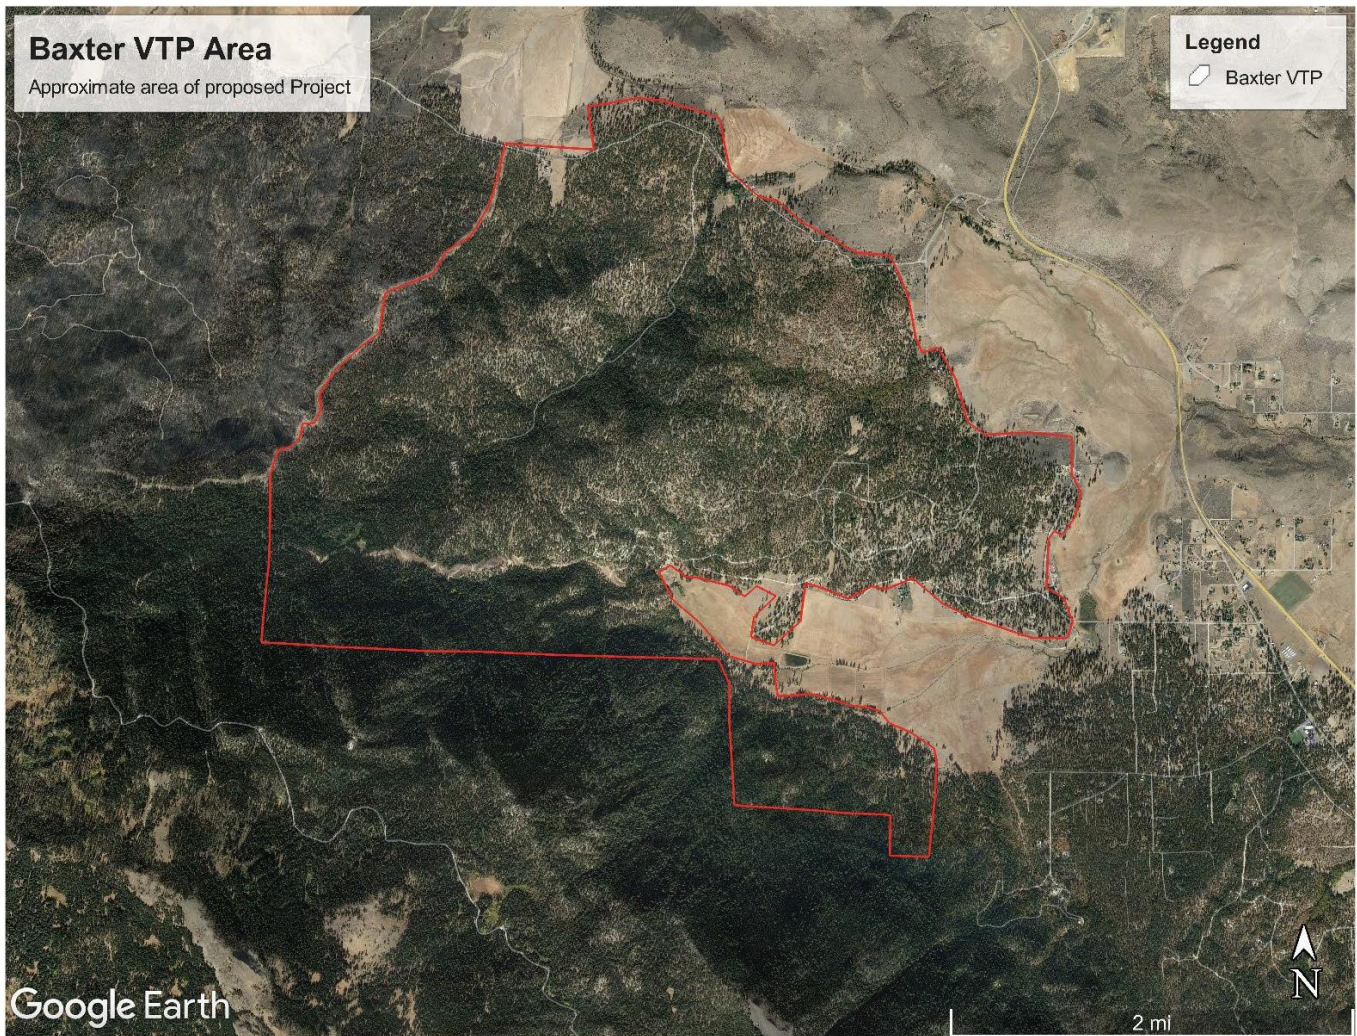 Baxter VTP Area
Approximate area of proposed Project
Legend
Baxter VTP
N
Google Earth
2 mi